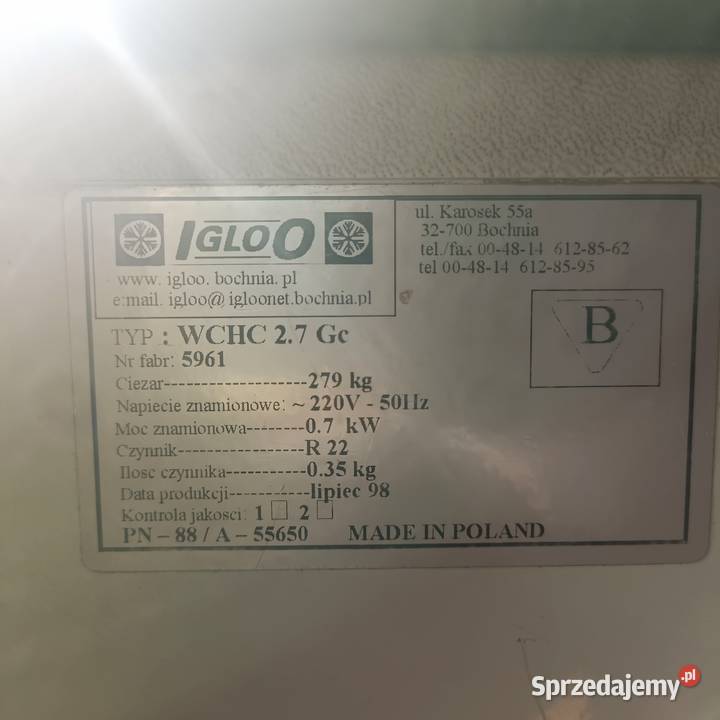 IGLOO
www. igloo. bochnia. pl
e:mail. igloo@igloonet.bochnia.pl
ul. Karosek 55a
32-700 Bochnia
tel./fax 00-48-14 612-85-62
tel 00-48-14 612-85-95
B
TYP : WCHC 2.7 Gc
Nr fabr: 5961
Ciezar-------------------279 kg
Napiecie znamionowe: ~ 220V - 50Hz
Moc znamionowa--------0.7 kW
Czynnik-----------------R 22
Ilosc czynnika-----------0.35 kg
Data produkcji-----------lipiec 98
Kontrola jakosci: 1 □ 2 □
PN – 88 / A – 55650 MADE IN POLAND
Sprzedajemy.pl